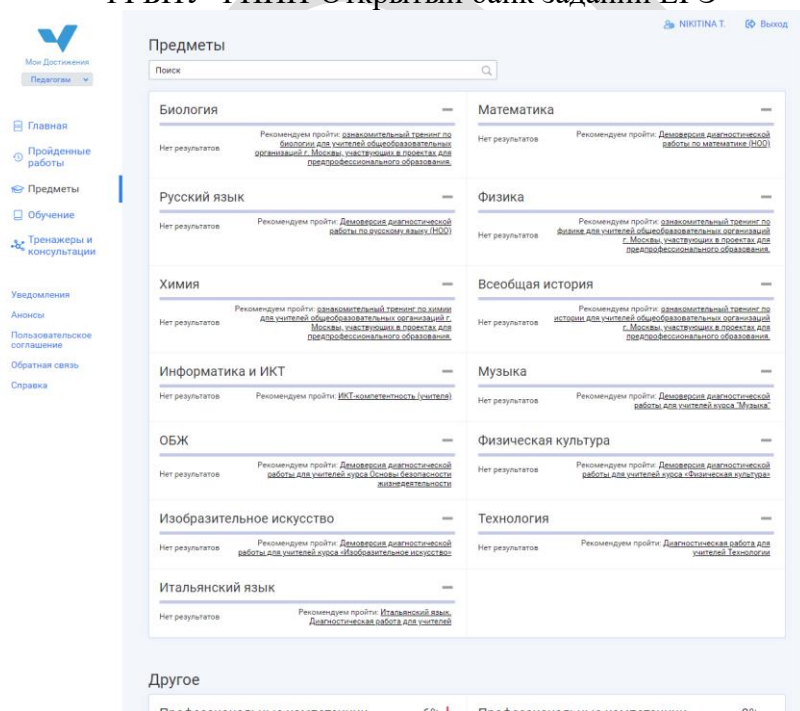 Открытый банк заданий ЕГЭ
NIKITINA T.
Выход
Мои Достижения
Педагогам
Главная
Пройденные
работы
Предметы
Обучение
Тренажеры и
консультации
Уведомления
Анонсы
Пользовательское
соглашение
Обратная связь
Справка
Предметы
Поиск
Биология
Нет результатов
Рекомендуем пройти: ознакомительный тренинг по
биологии для учителей общеобразовательных
организаций г. Москвы, участвующих в проектах для
предпрофессионального образования.
Математика
Нет результатов
Рекомендуем пройти: Демоверсия диагностической
работы по математике (НОО)
Русский язык
Нет результатов
Рекомендуем пройти: Демоверсия диагностической
работы по русскому языку (НОО)
Физика
Нет результатов
Рекомендуем пройти: ознакомительный тренинг по
физике для учителей общеобразовательных организаций
г. Москвы, участвующих в проектах для
предпрофессионального образования.
Химия
Нет результатов
Рекомендуем пройти: ознакомительный тренинг по химии
для учителей общеобразовательных организаций г.
Москвы, участвующих в проектах для
предпрофессионального образования.
Всеобщая история
Нет результатов
Рекомендуем пройти: ознакомительный тренинг по
истории для учителей общеобразовательных организаций
г. Москвы, участвующих в проектах для
предпрофессионального образования.
Информатика и ИКТ
Нет результатов
Рекомендуем пройти: ИКТ-компетентность (учителя)
Музыка
Нет результатов
Рекомендуем пройти: Демоверсия диагностической
работы для учителей курса "Музыка"
ОБЖ
Нет результатов
Рекомендуем пройти: Демоверсия диагностической
работы для учителей курса Основы безопасности
жизнедеятельности
Физическая культура
Нет результатов
Рекомендуем пройти: Демоверсия диагностической
работы для учителей курса «Физическая культура»
Изобразительное искусство
Нет результатов
Рекомендуем пройти: Демоверсия диагностической
работы для учителей курса «Изобразительное искусство»
Технология
Нет результатов
Рекомендуем пройти: Диагностическая работа для
учителей Технологии
Итальянский язык
Нет результатов
Рекомендуем пройти: Итальянский язык.
Диагностическая работа для учителей
Другое